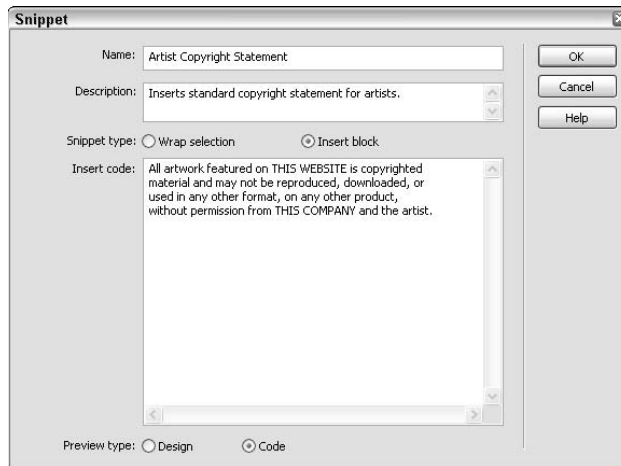 Snippet
Name: Artist Copyright Statement
OK
Description: Inserts standard copyright statement for artists.
Cancel
Help
Snippet type: Wrap selection Insert block
Insert code: All artwork featured on THIS WEBSITE is copyrighted
material and may not be reproduced, downloaded, or
used in any other format, on any other product,
without permission from THIS COMPANY and the artist.
Preview type: Design Code